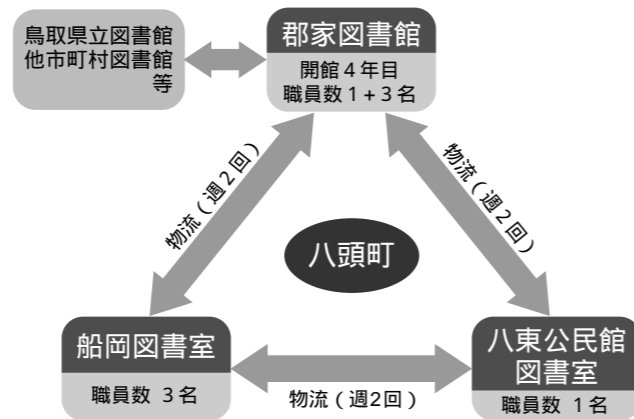 鳥取県立図書館
他市町村図書館
等
郡家図書館
開館４年目
職員数１+３名
物流（週２回）
物流（週２回）
八頭町
船岡図書室
職員数 ３名
物流（週2回）
八東公民館
図書室
職員数 １名